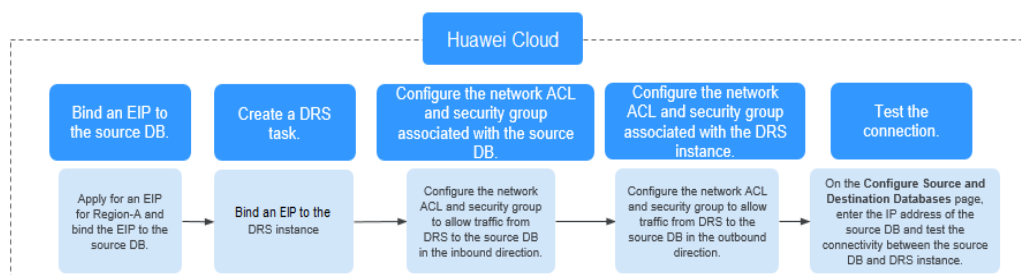 Huawei Cloud
Bind an EIP to
the source DB.
Create a DRS
task.
Configure the network ACL
and security group
associated with the source
DB.
Configure the network
ACL and security group
associated with the DRS
instance.
Test the
connection.
Apply for an EIP
for Region-A and
bind the EIP to the
source DB.
Bind an EIP to the
DRS instance
Configure the network
ACL and security group
to allow traffic from
DRS to the source DB
in the inbound direction.
Configure the network ACL
and security group to allow
traffic from DRS to the
source DB in the outbound
direction.
On the Configure Source and
Destination Databases page,
enter the IP address of the
source DB and test the
connectivity between the source
DB and DRS instance.